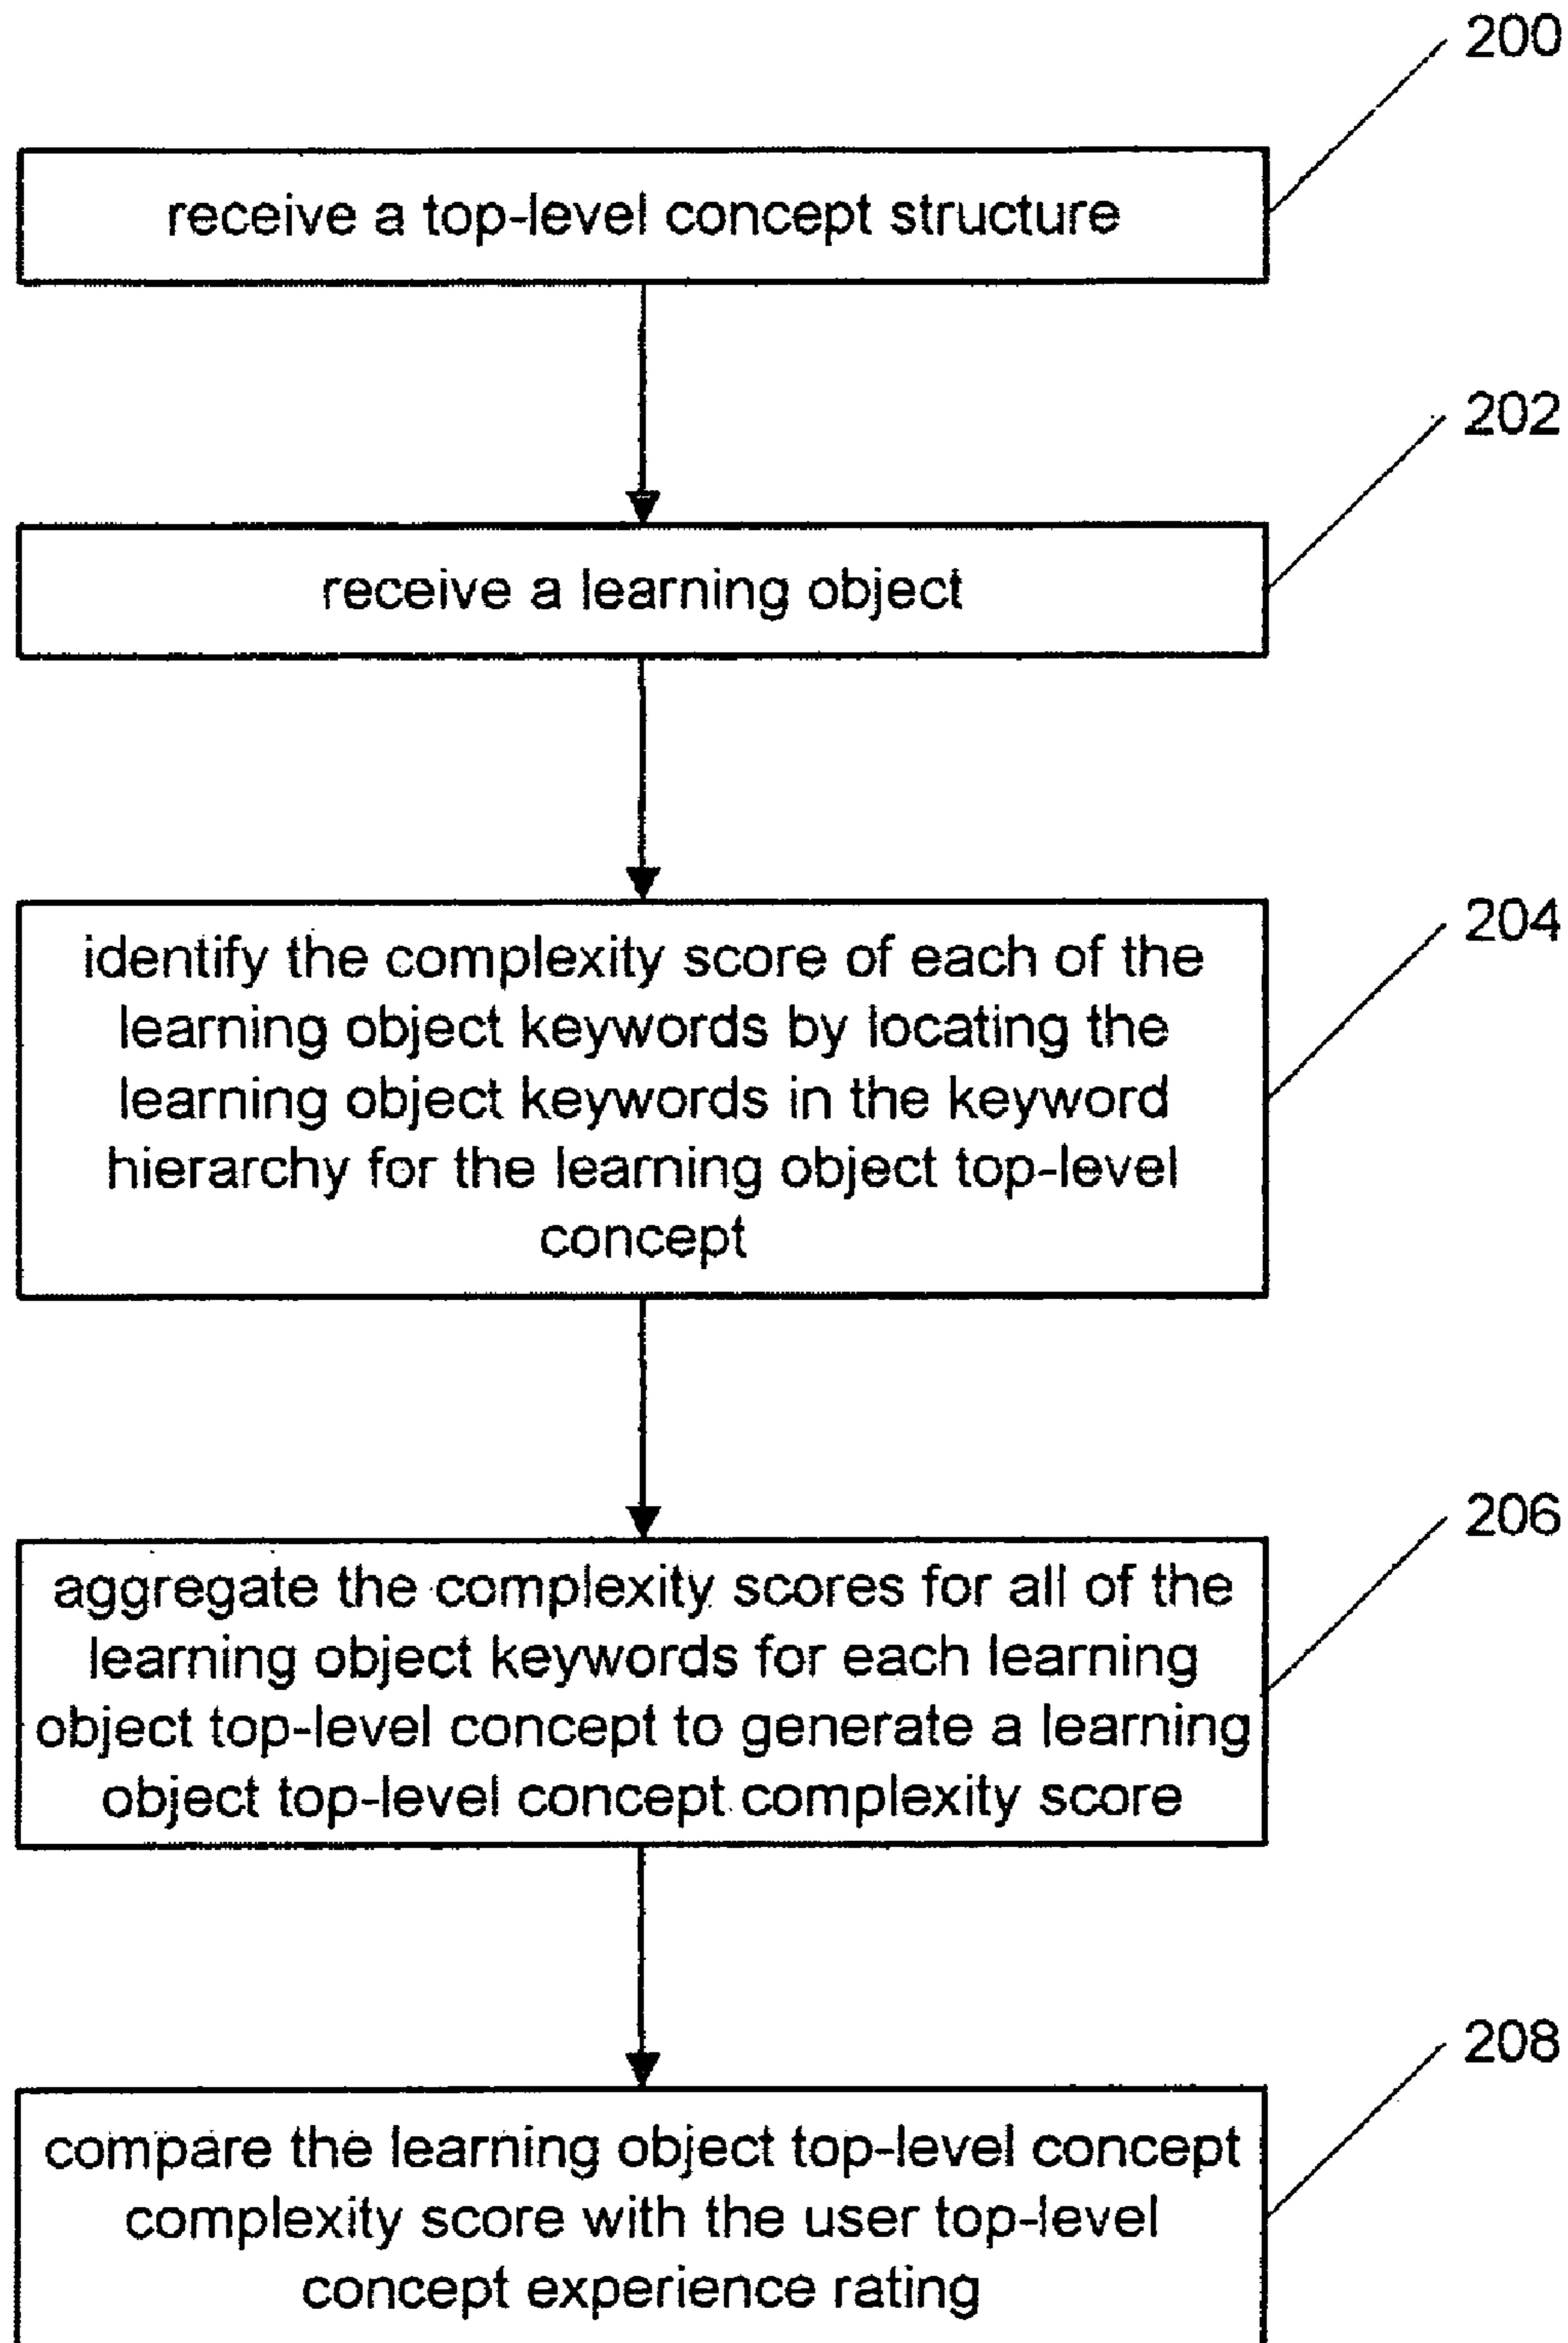 200
receive a top-level concept structure
202
receive a learning object
204
identify the complexity score of each of the
learning object keywords by locating the
learning object keywords in the keyword
hierarchy for the learning object top-level
concept
206
aggregate the complexity scores for all of the
learning object keywords for each learning
object top-level concept to generate a learning
object top-level concept complexity score
208
compare the learning object top-level concept
complexity score with the user top-level
concept experience rating